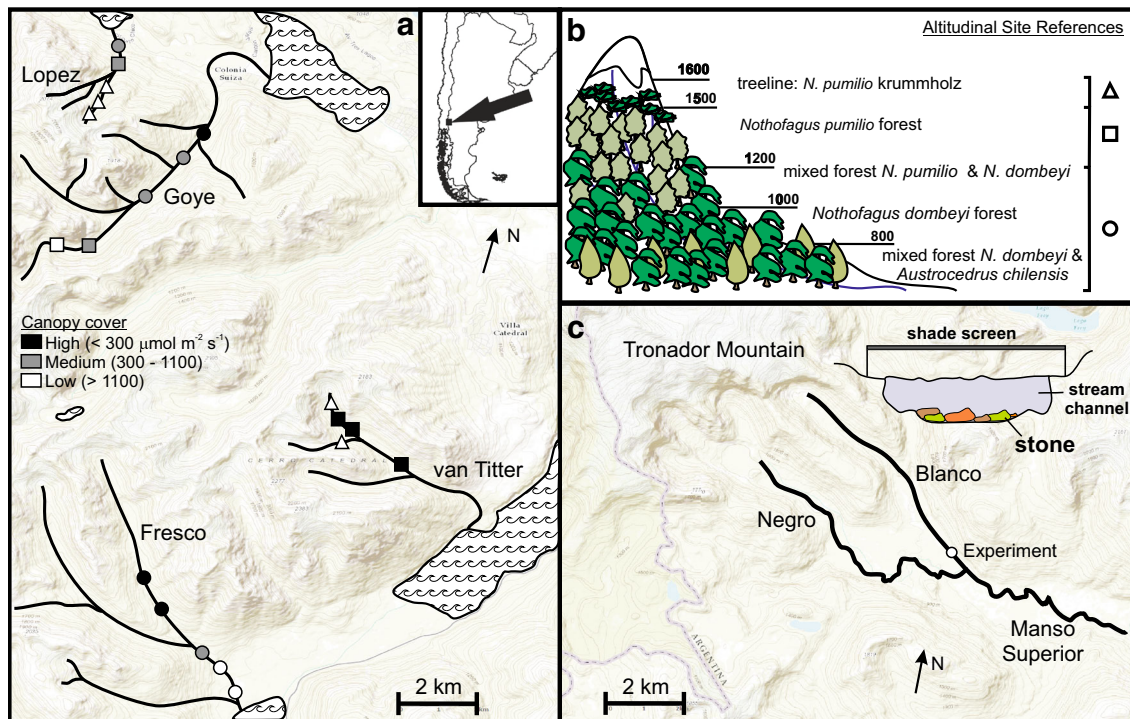 a
Lopez
Colonia
Suiza
Goye
N
Canopy cover
High (< 300 μmol m⁻² s⁻¹)
Medium (300 - 1100)
Low (> 1100)
Villa
Catedral
CERRO CATEDRAL
van Titter
Fresco
2 km
b
Altitudinal Site References
1600
treeline: N. pumilio krummholz
1500
Nothofagus pumilio forest
1200
mixed forest N. pumilio & N. dombeyi
1000
Nothofagus dombeyi forest
800
mixed forest N. dombeyi &
Austrocedrus chilensis
c
shade screen
Tronador Mountain
stream
channel
stone
Blanco
Negro
Experiment
Manso
Superior
ARGENTINA
N
2 km